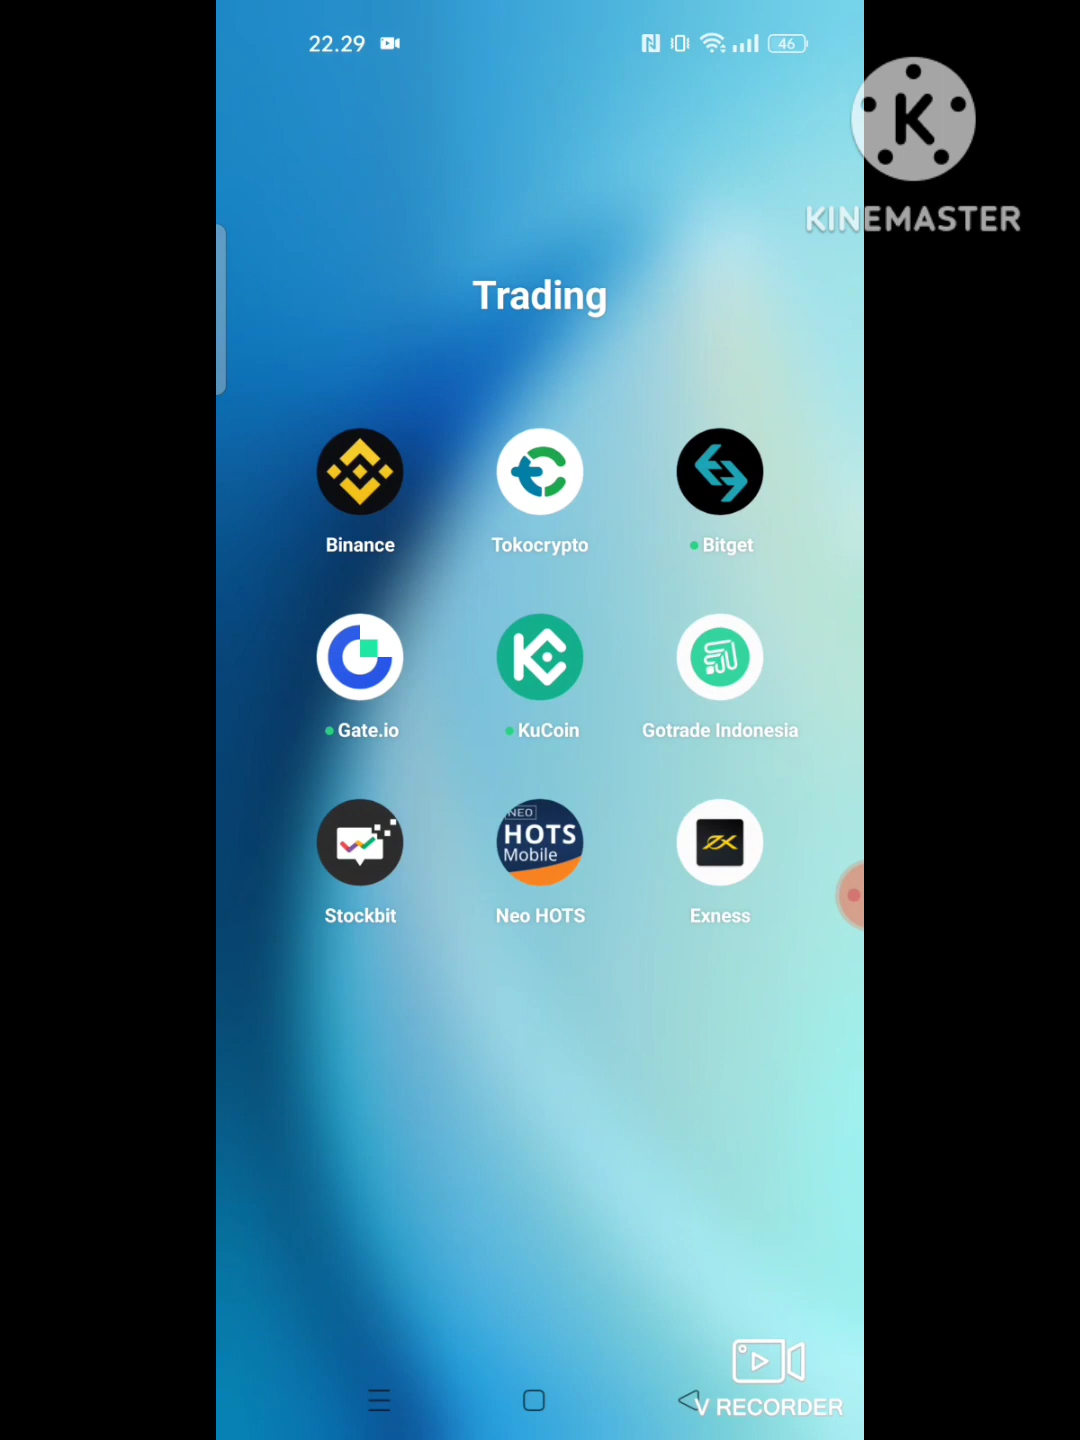 22.29
46
KINEMASTER
Trading
Binance
Tokocrypto
Bitget
Gate.io
KuCoin
Gotrade Indonesia
NEO
HOTS
Mobile
Stockbit
Neo HOTS
Exness
V RECORDER